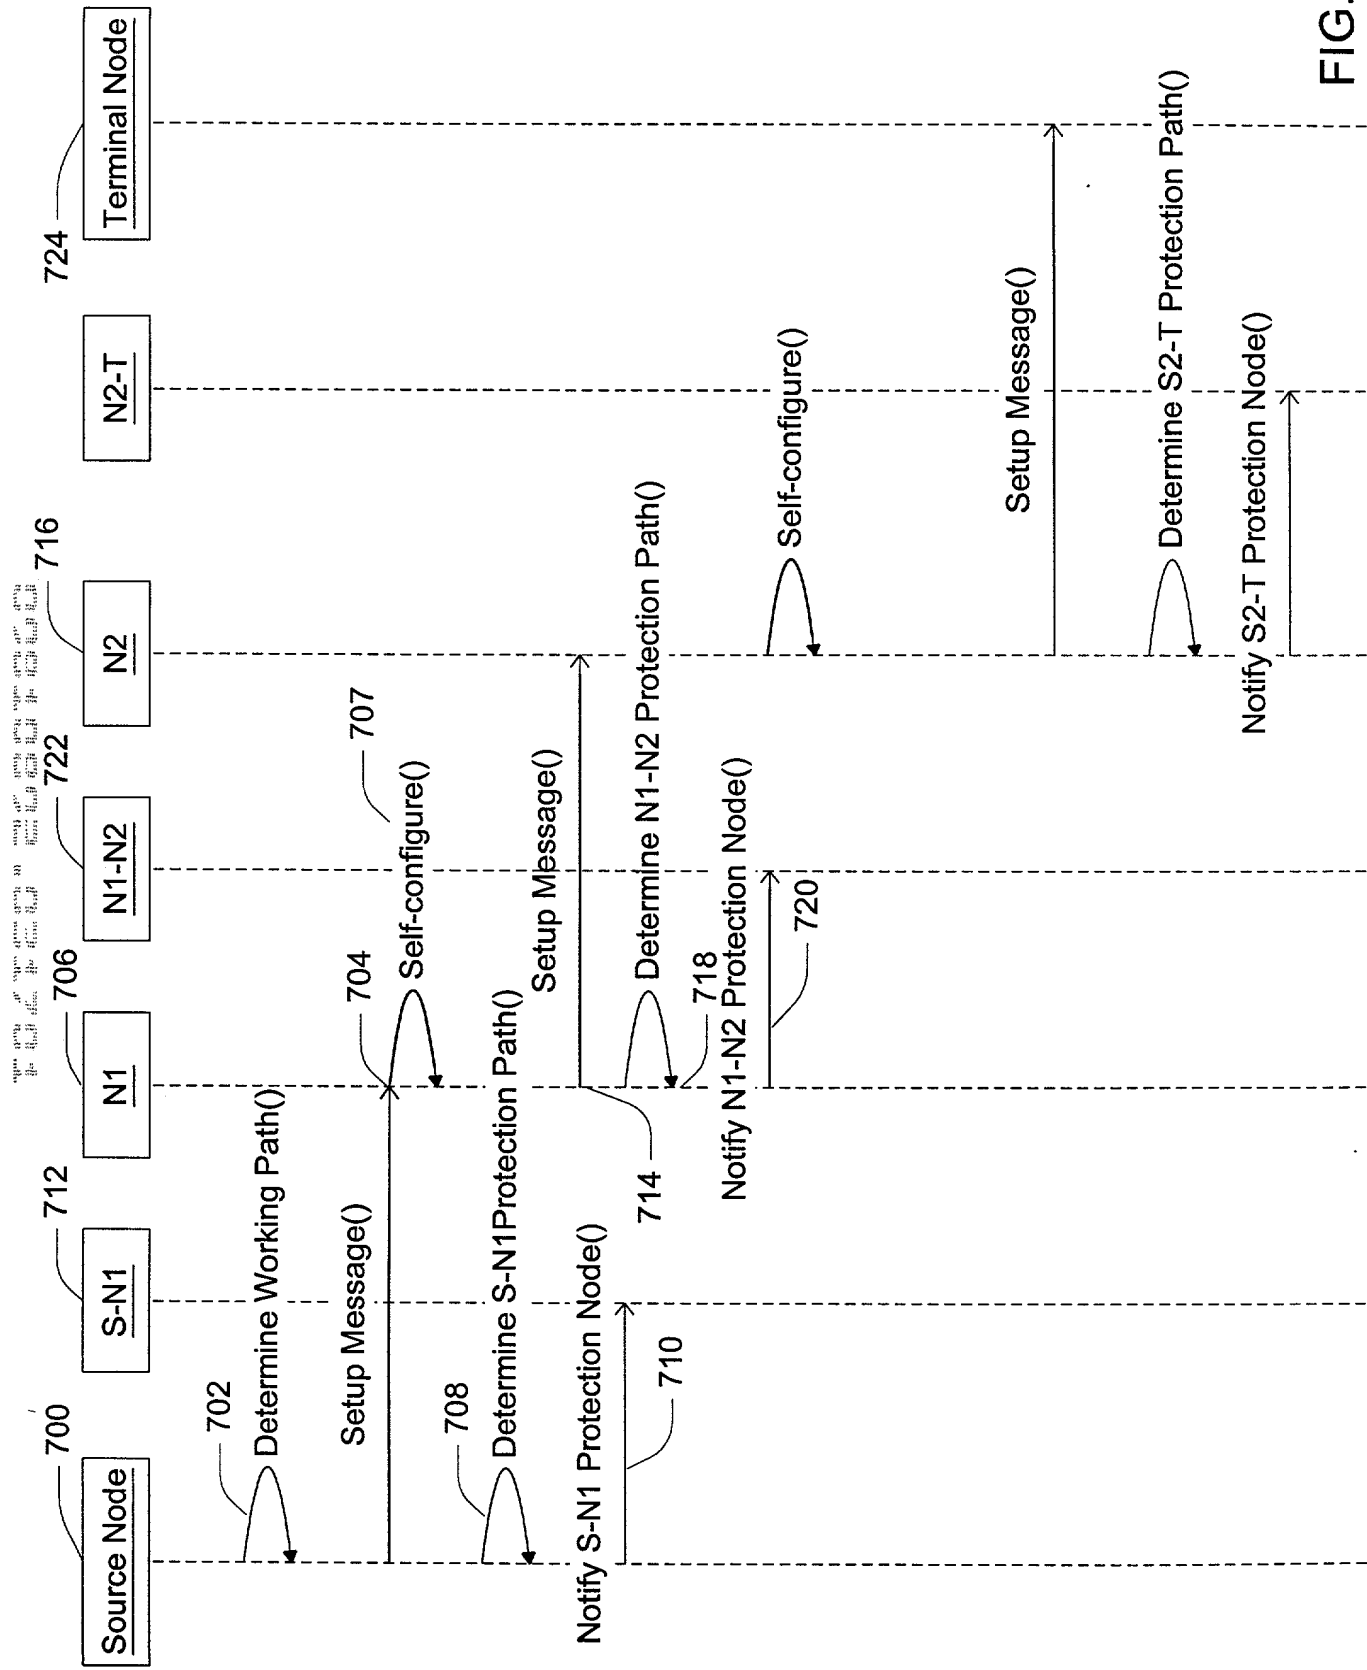 700
Source Node
712
S-N1
706
N1
722
N1-N2
716
N2
N2-T
724
Terminal Node
702
Determine Working Path()
Setup Message()
704
Self-configure()
707
708
Determine S-N1Protection Path()
Notify S-N1 Protection Node()
710
Setup Message()
714
Determine N1-N2 Protection Path()
718
Notify N1-N2 Protection Node()
720
Self-configure()
Setup Message()
Determine S2-T Protection Path()
Notify S2-T Protection Node()
FIG.